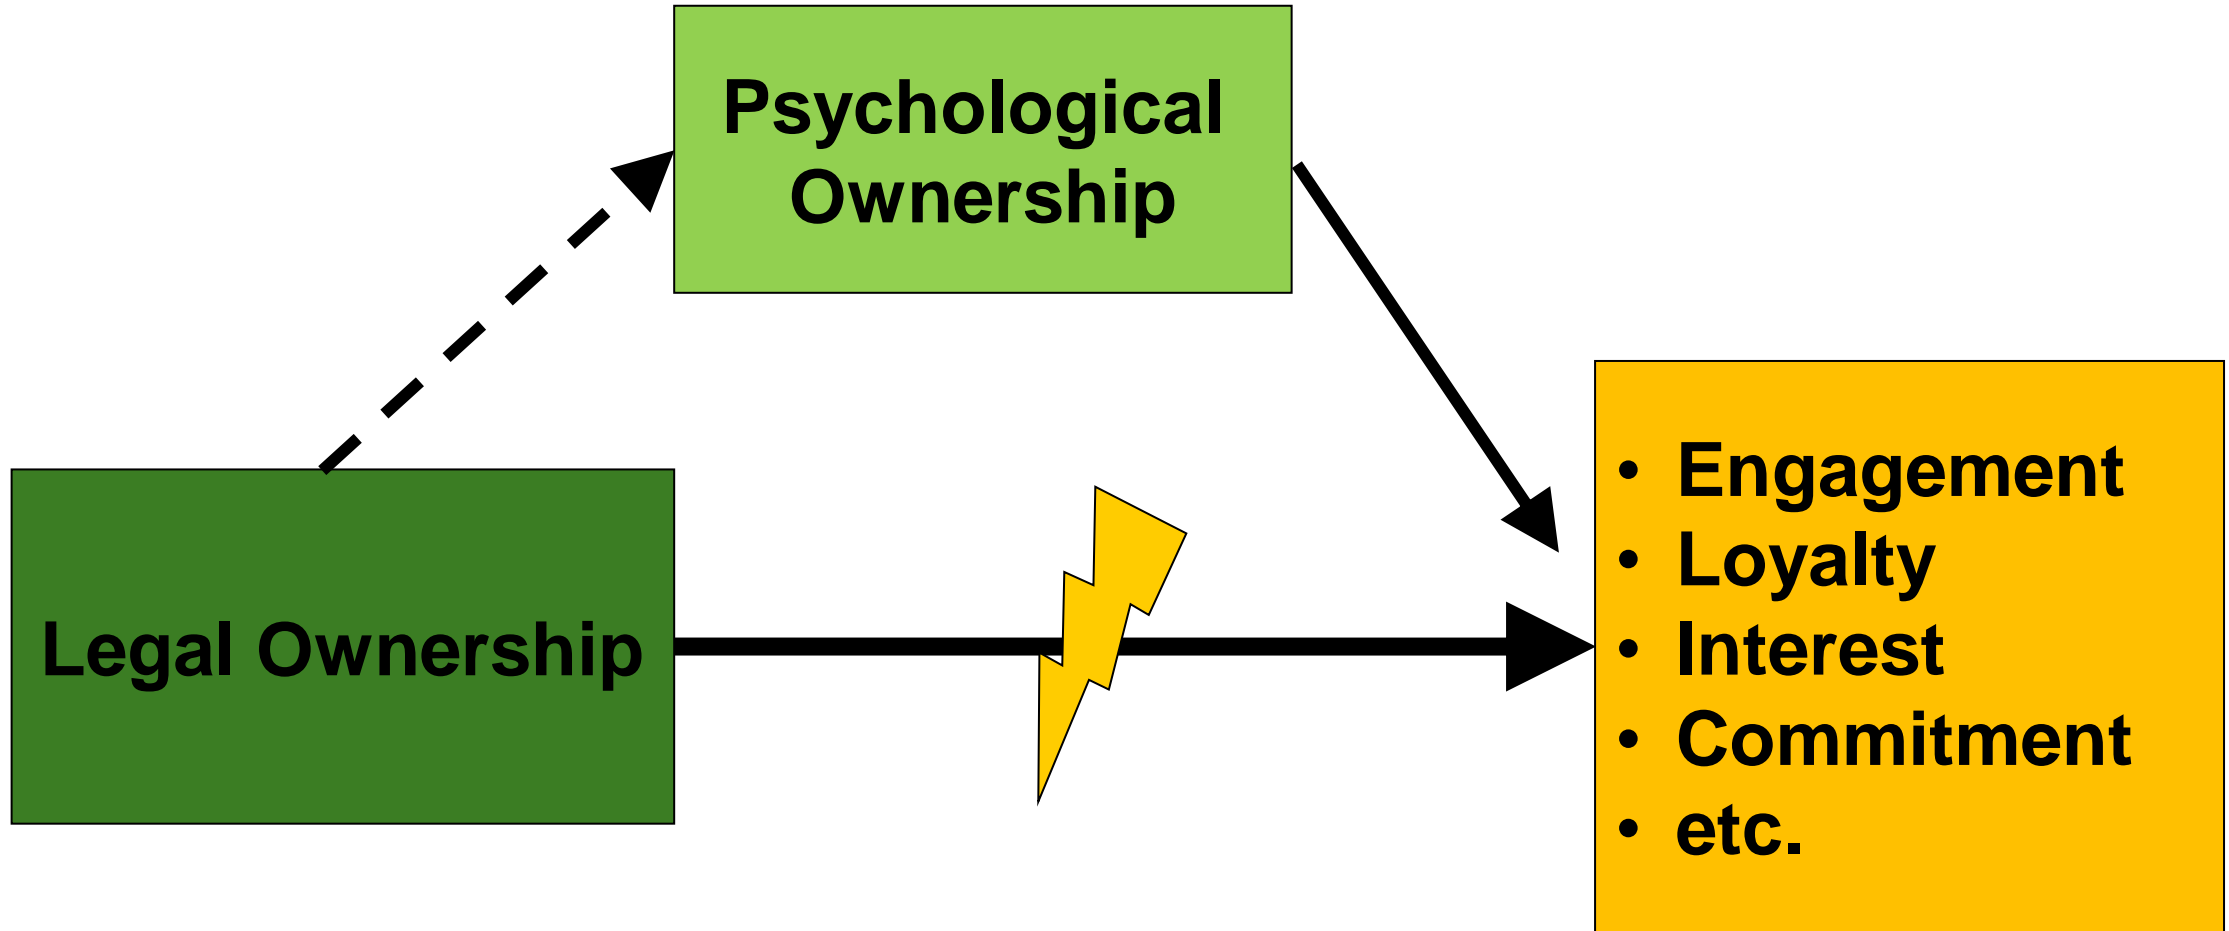 Psychological
Ownership
Legal Ownership
• Engagement
• Loyalty
• Interest
• Commitment
• etc.